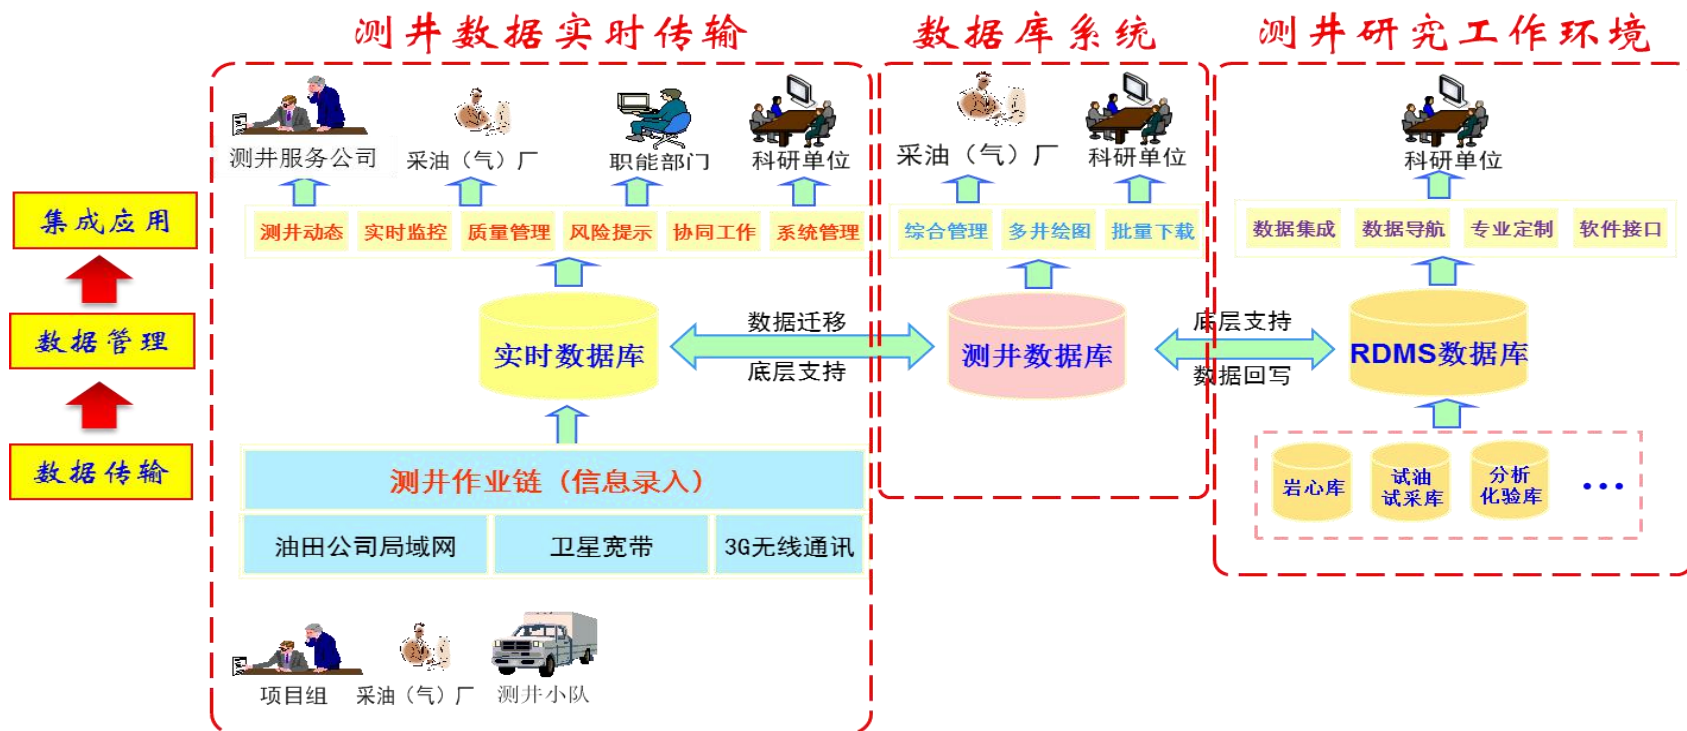 测井数据实时传输
数据库系统
测井研究工作环境
测井服务公司
采油（气）厂
职能部门
科研单位
采油（气）厂
科研单位
科研单位
集成应用
测井动态
实时监控
质量管理
风险提示
协同工作
系统管理
综合管理
多井绘图
批量下载
数据集成
数据导航
专业定制
软件接口
数据管理
实时数据库
数据迁移
底层支持
测井数据库
底层支持
数据回写
RDMS数据库
数据传输
测井作业链（信息录入）
岩心库
试油
试采库
分析
化验库
...
油田公司局域网
卫星宽带
3G无线通讯
项目组
采油（气）厂
测井小队